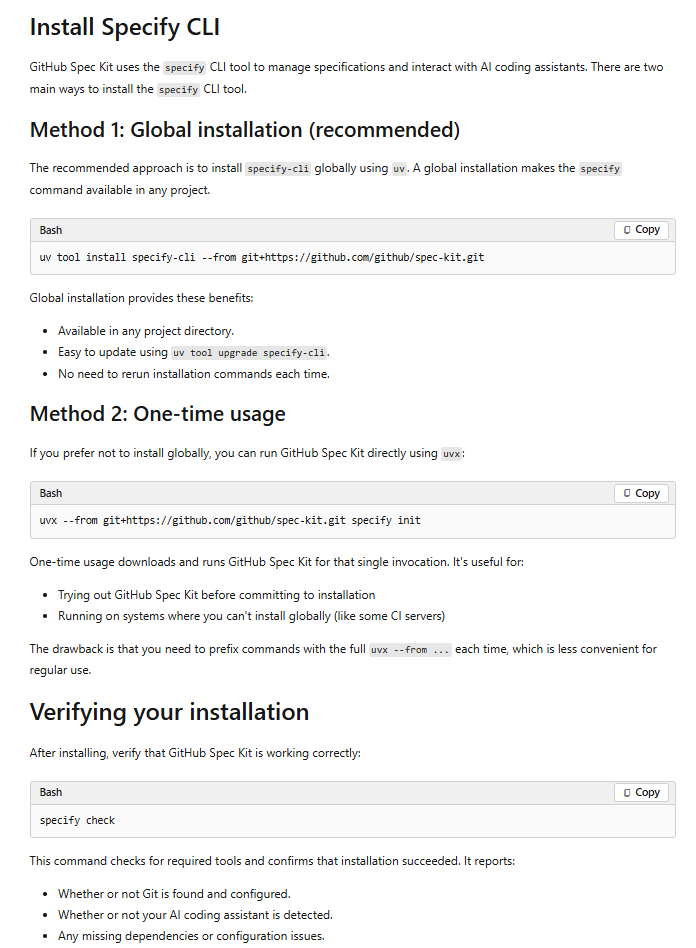 Install Specify CLI
GitHub Spec Kit uses the specify CLI tool to manage specifications and interact with AI coding assistants. There are two
main ways to install the specify CLI tool.
Method 1: Global installation (recommended)
The recommended approach is to install specify-cli globally using uv. A global installation makes the specify
command available in any project.
Bash
Copy
uv tool install specify-cli --from git+https://github.com/github/spec-kit.git
Global installation provides these benefits:
• Available in any project directory.
• Easy to update using uv tool upgrade specify-cli.
• No need to rerun installation commands each time.
Method 2: One-time usage
If you prefer not to install globally, you can run GitHub Spec Kit directly using uvx:
Bash
Copy
uvx --from git+https://github.com/github/spec-kit.git specify init
One-time usage downloads and runs GitHub Spec Kit for that single invocation. It's useful for:
• Trying out GitHub Spec Kit before committing to installation
• Running on systems where you can't install globally (like some CI servers)
The drawback is that you need to prefix commands with the full uvx --from ... each time, which is less convenient for
regular use.
Verifying your installation
After installing, verify that GitHub Spec Kit is working correctly:
Bash
Copy
specify check
This command checks for required tools and confirms that installation succeeded. It reports:
• Whether or not Git is found and configured.
• Whether or not your AI coding assistant is detected.
• Any missing dependencies or configuration issues.